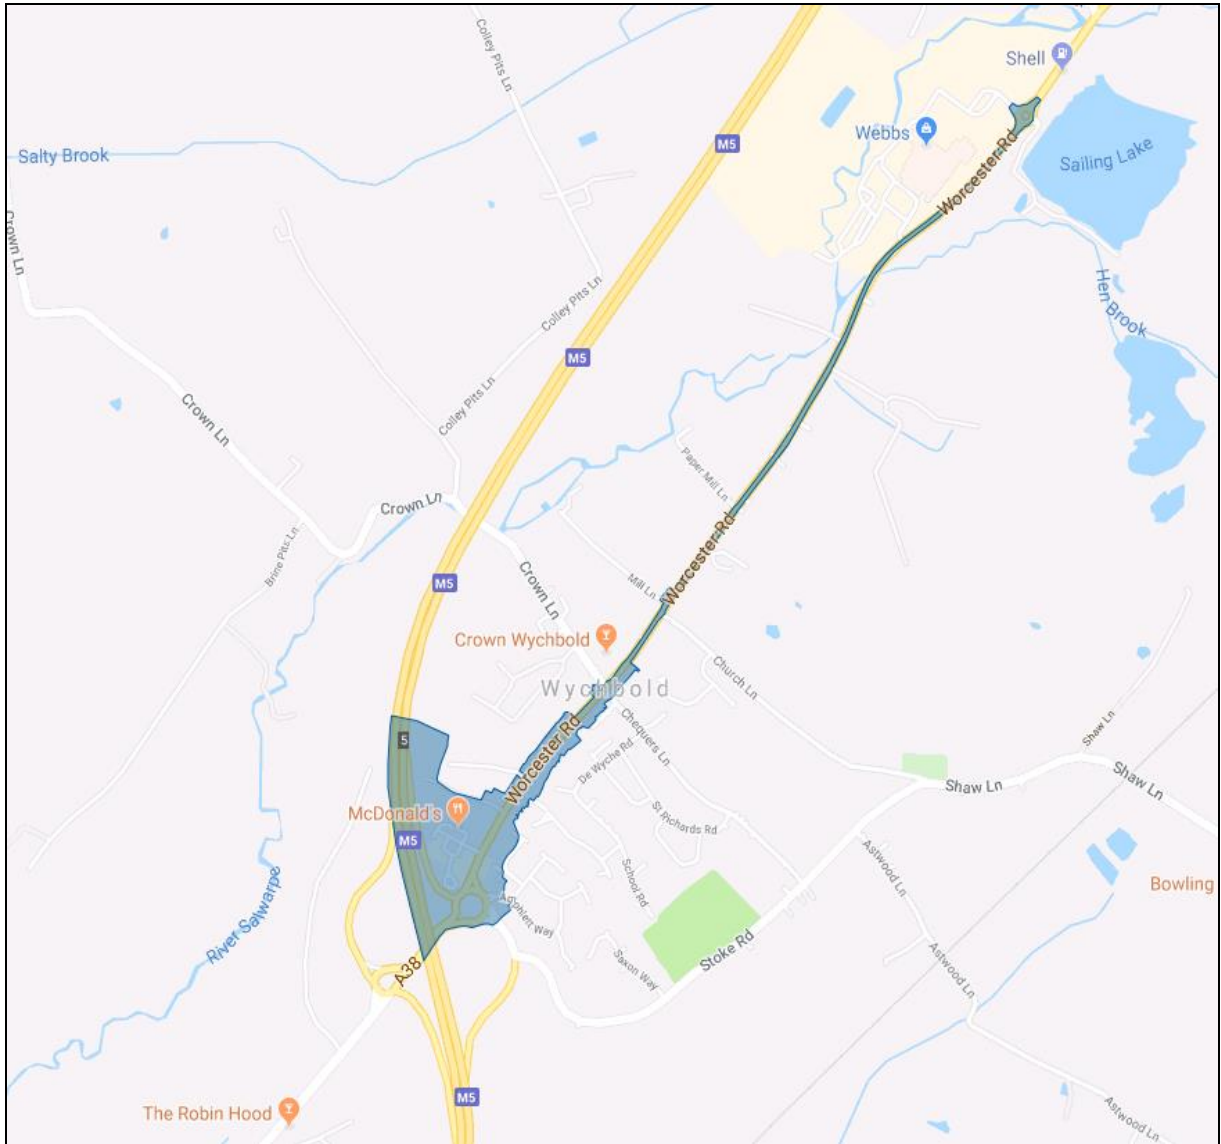 Colley Pits Ln
Shell
M5
Webbs
Salty Brook
Sailing Lake
Worcester Rd
Crown Ln
Hen Brook
Colley Pits Ln
M5
Colley Pits Ln
Crown Ln
Paper Mill Ln
Crown Ln
Worcester Rd
Brine Pits Ln
M5
Crown Ln
Mill Ln
Crown Wychbold
Church Ln
Wychbold
Chequers Ln
Shaw Ln
5
Worcester Rd
De Wyche Rd
Shaw Ln
Shaw Ln
McDonald's
St Richards Rd
M5
Astwood Ln
School Rd
Bowling
River Salwarpe
Agphlett Way
Stoke Rd
Saxon Way
A38
Astwood Ln
M5
The Robin Hood
Astwood Ln